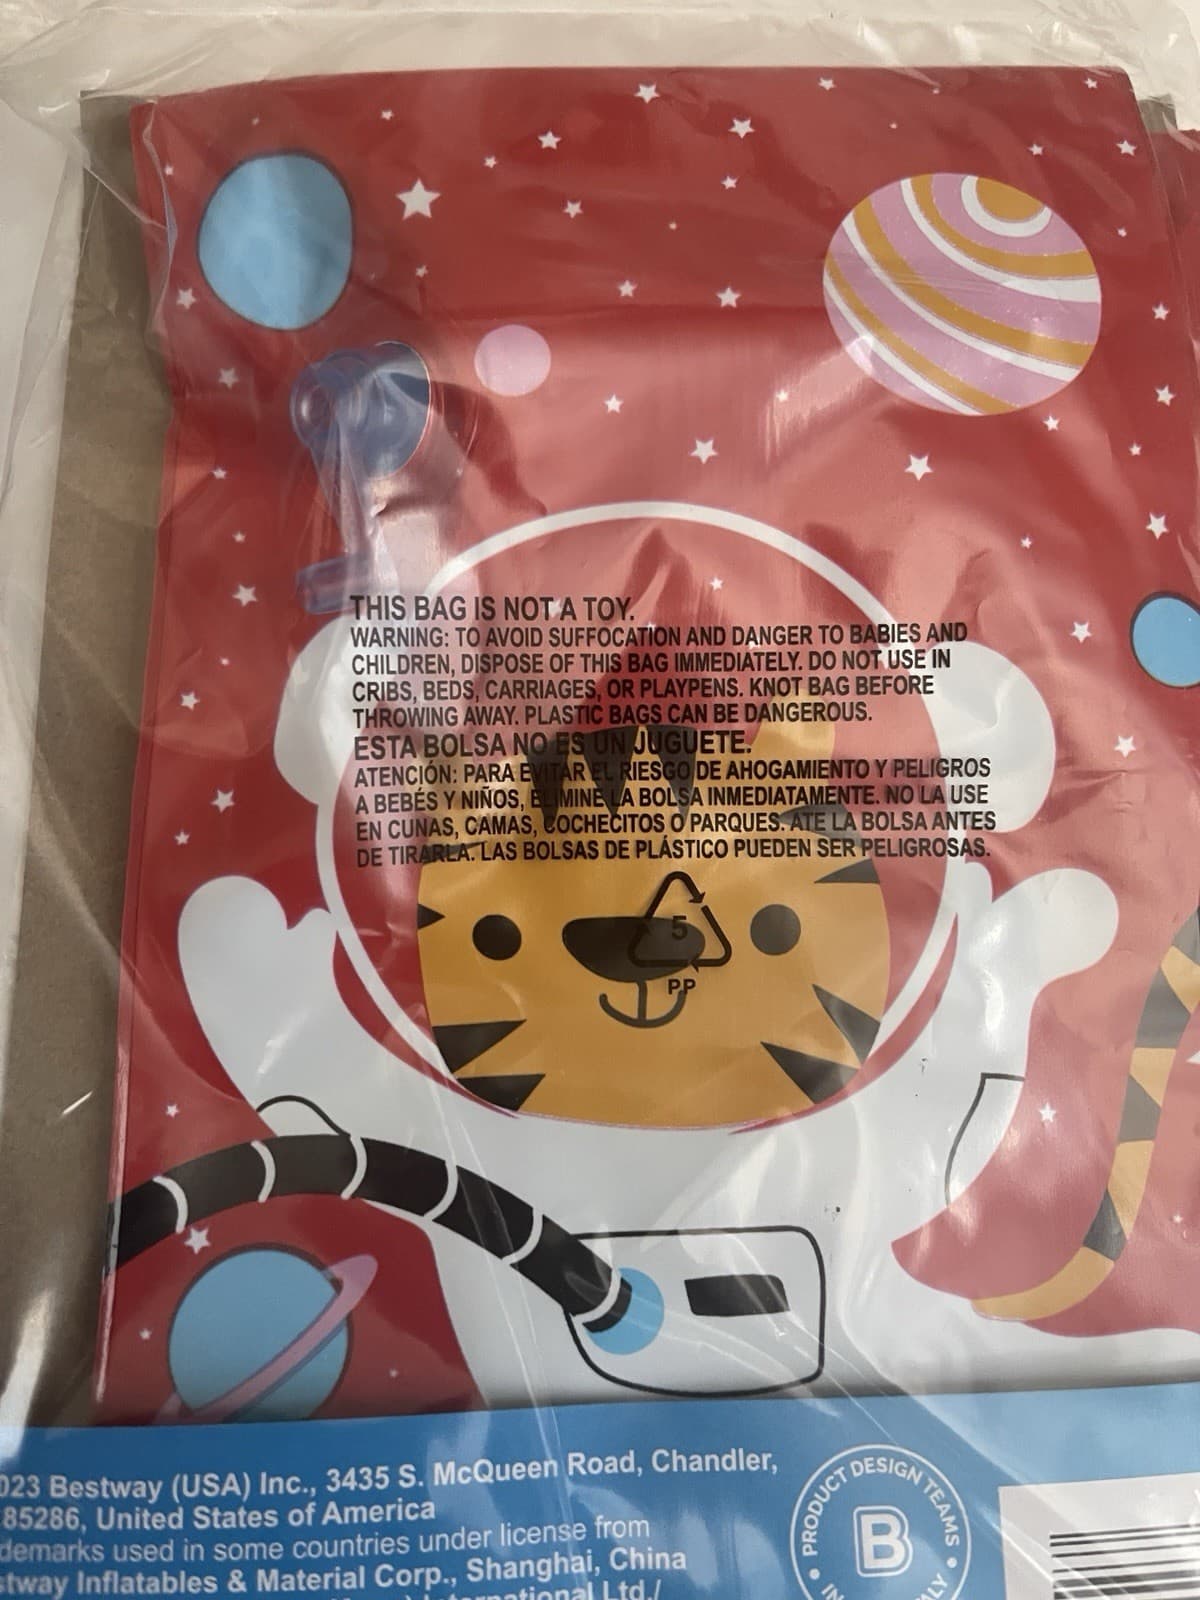 THIS BAG IS NOT A TOY.
WARNING: TO AVOID SUFFOCATION AND DANGER TO BABIES AND
CHILDREN, DISPOSE OF THIS BAG IMMEDIATELY. DO NOT USE IN
CRIBS, BEDS, CARRIAGES, OR PLAYPENS. KNOT BAG BEFORE
THROWING AWAY. PLASTIC BAGS CAN BE DANGEROUS.
ESTA BOLSA NO ES UN JUGUETE.
ATENCIÓN: PARA EVITAR EL RIESGO DE AHOGAMIENTO Y PELIGROS
A BEBÉS Y NIÑOS, ELIMINE LA BOLSA INMEDIATAMENTE. NO LA USE
EN CUNAS, CAMAS, COCHECITOS O PARQUES. ATE LA BOLSA ANTES
DE TIRARLA. LAS BOLSAS DE PLÁSTICO PUEDEN SER PELIGROSAS.
5
PP
023 Bestway (USA) Inc., 3435 S. McQueen Road, Chandler,
85286, United States of America
demarks used in some countries under license from
stway Inflatables & Material Corp., Shanghai, China
Ltd./
PRODUCT DESIGN TEAMS
B
IN